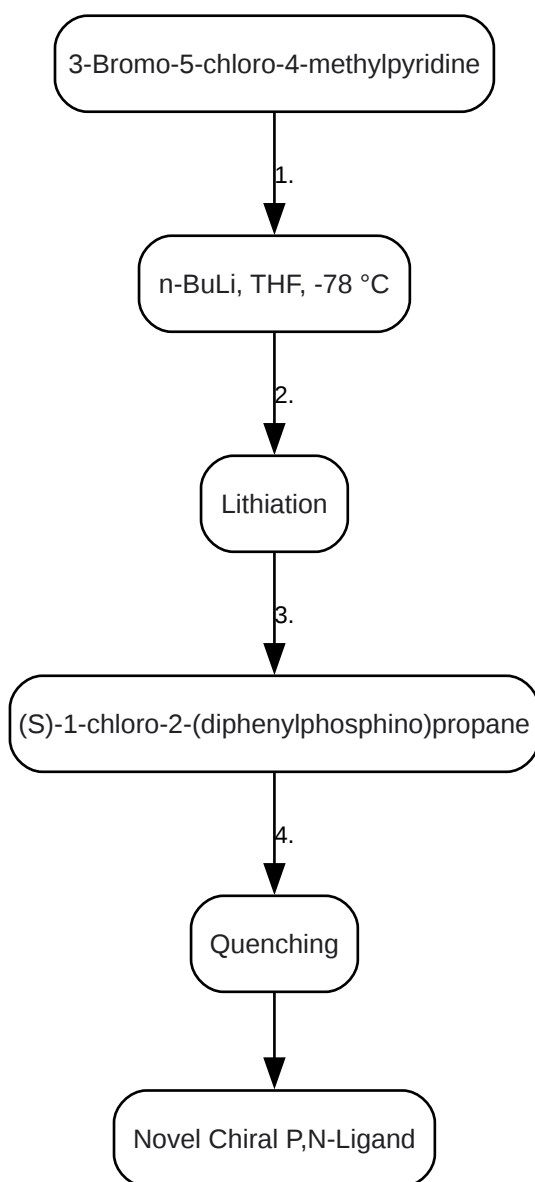 3-Bromo-5-chloro-4-methylpyridine
1.
n-BuLi, THF, -78 °C
2.
Lithiation
3.
(S)-1-chloro-2-(diphenylphosphino)propane
4.
Quenching
Novel Chiral P,N-Ligand